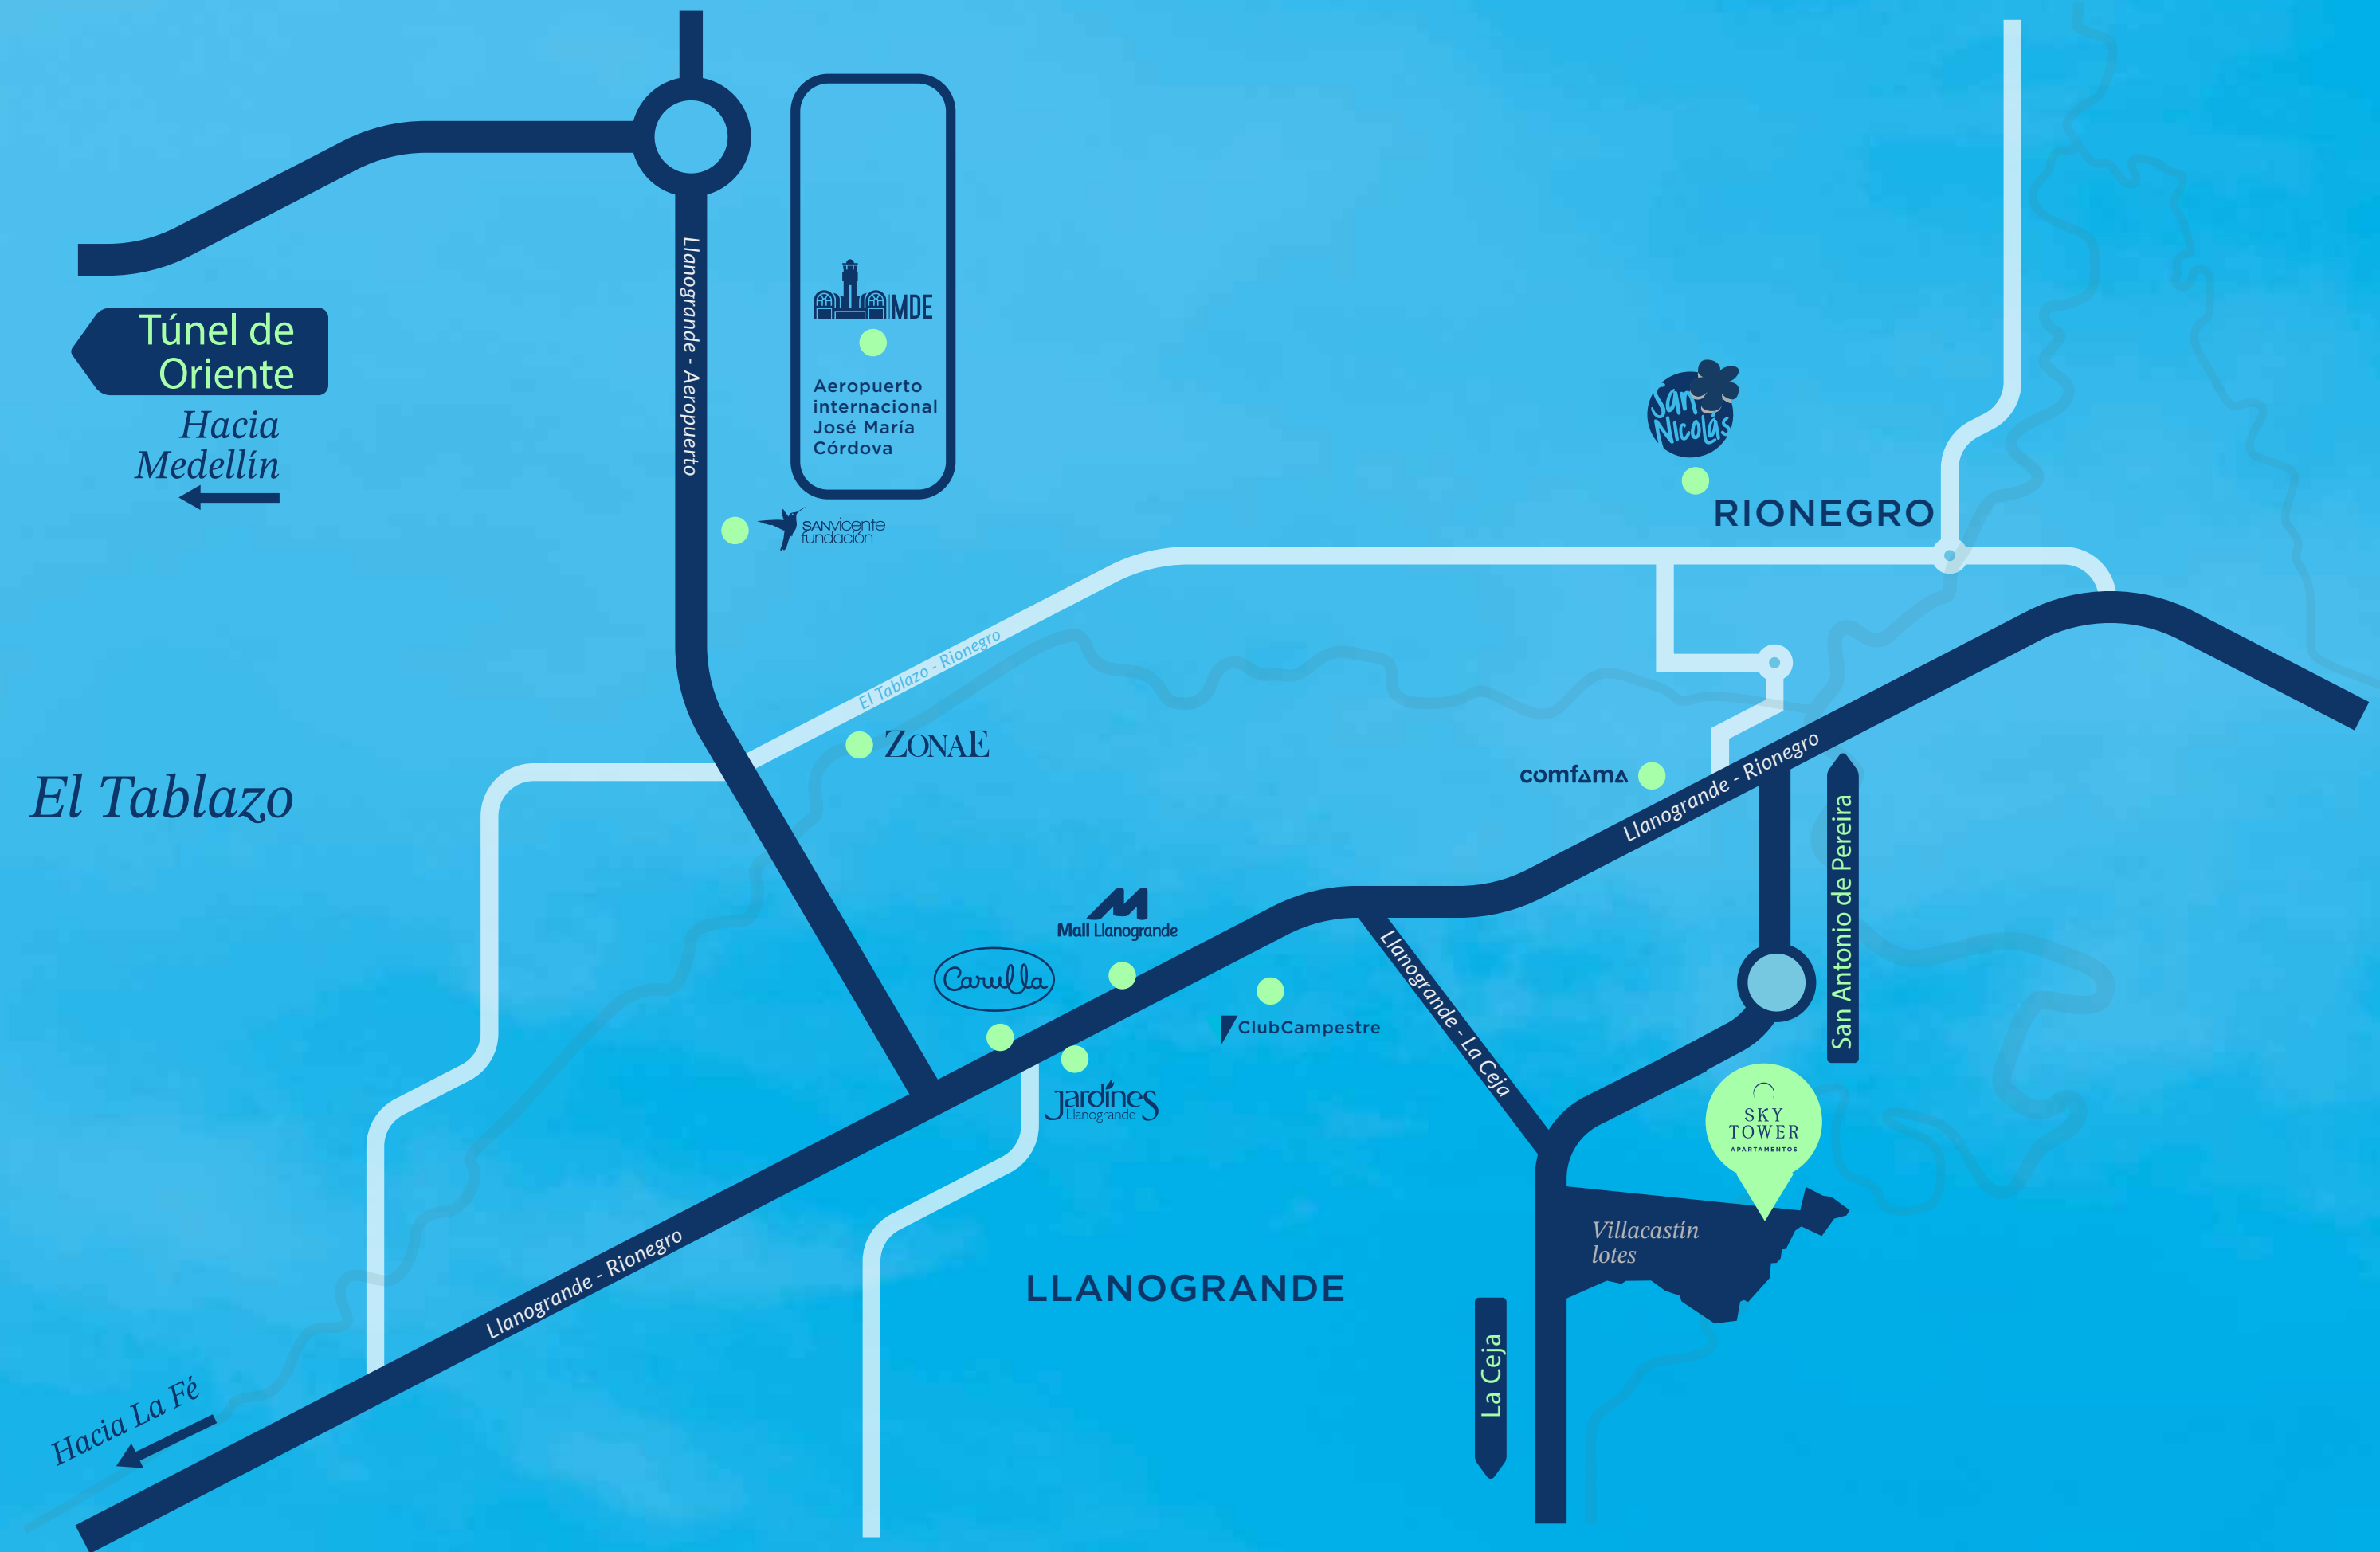 Túnel de
Oriente
Hacia
Medellín
Llanogrande - Aeropuerto
MDE
Aeropuerto
internacional
José María
Córdova
SANvicente
fundación
San
Nicolás
RIONEGRO
El Tablazo - Rionegro
ZONAE
El Tablazo
comfama
Llanogrande - Rionegro
San Antonio de Pereira
Mall Llanogrande
Carulla
ClubCampestre
Jardines
Llanogrande
Llanogrande - La Ceja
SKY
TOWER
APARTAMENTOS
Villacastín
lotes
LLANOGRANDE
Llanogrande - Rionegro
La Ceja
Hacia La Fé